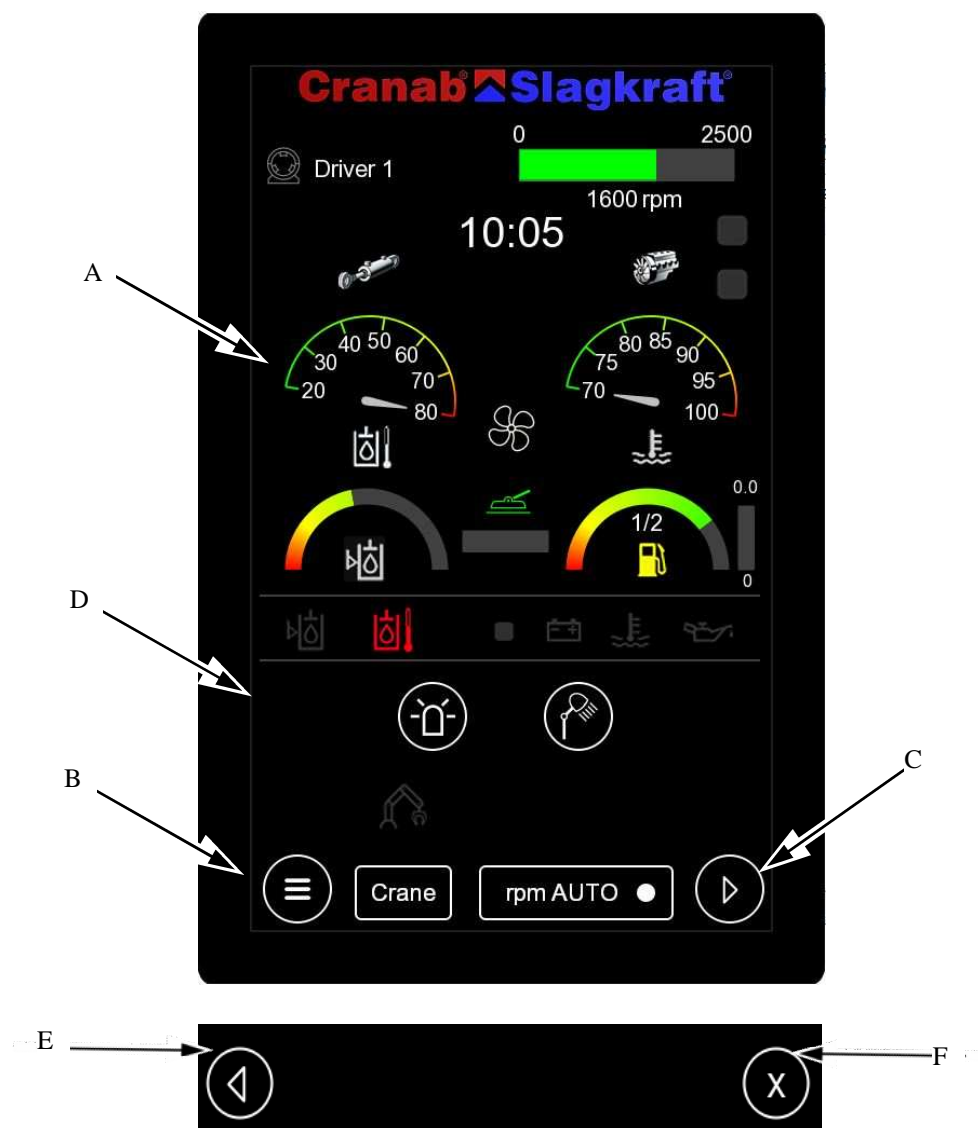 Cranab® Slagkraft®
0 2500
Driver 1
1600 rpm
10:05
A
20 30 40 50 60 70 80
70 75 80 85 90 95 100
0.0
1/2
0
D
B
C
Crane
rpm AUTO
E
F
X